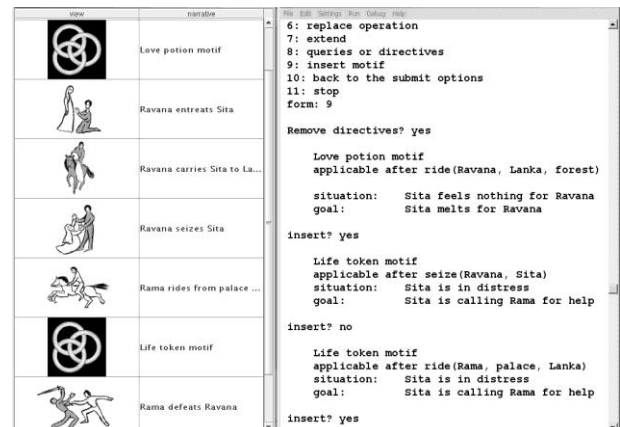 view narrative
Love potion motif
Ravana entreats Sita
Ravana carries Sita to La...
Ravana seizes Sita
Rama rides from palace ...
Life token motif
Rama defeats Ravana
File Edit Settings Run Debug Help
6: replace operation
7: extend
8: queries or directives
9: insert motif
10: back to the submit options
11: stop
form: 9
Remove directives? yes
Love potion motif
applicable after ride(Ravana, Lanka, forest)
situation: Sita feels nothing for Ravana
goal: Sita melts for Ravana
insert? yes
Life token motif
applicable after seize(Ravana, Sita)
situation: Sita is in distress
goal: Sita is calling Rama for help
insert? no
Life token motif
applicable after ride(Rama, palace, Lanka)
situation: Sita is in distress
goal: Sita is calling Rama for help
insert? yes